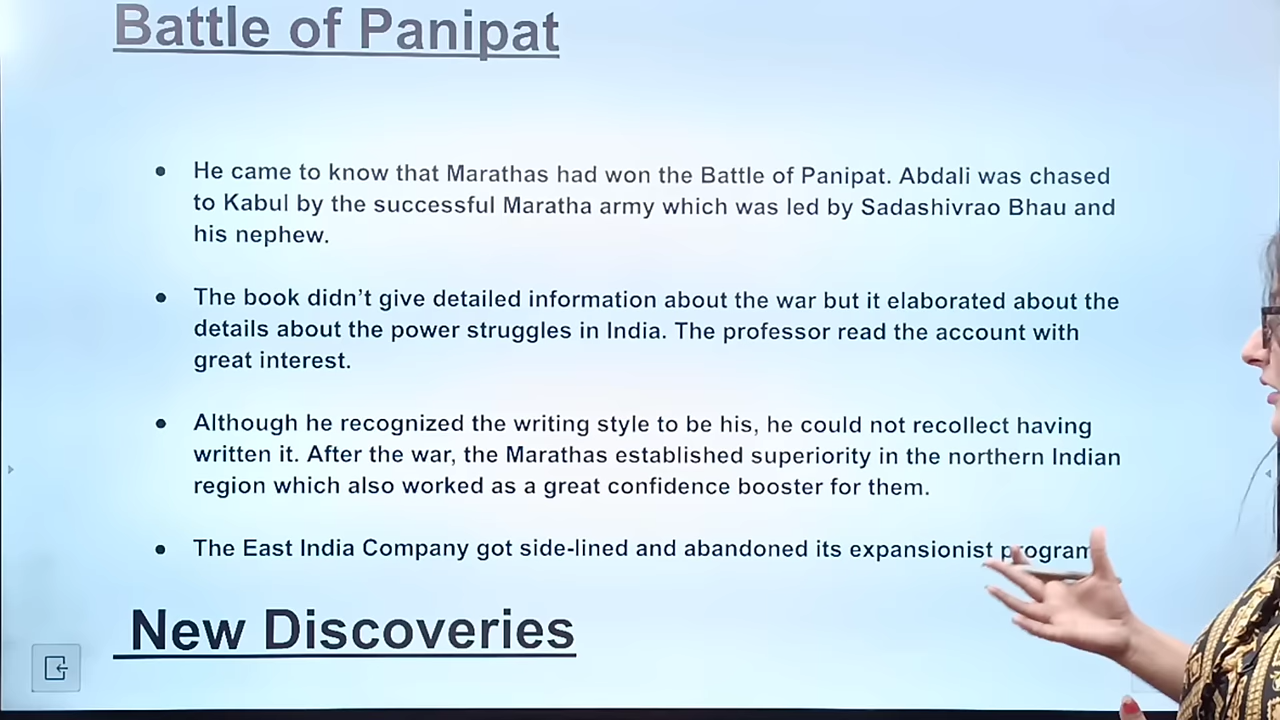 Battle of Panipat
● He came to know that Marathas had won the Battle of Panipat. Abdali was chased
to Kabul by the successful Maratha army which was led by Sadashivrao Bhau and
his nephew.
● The book didn’t give detailed information about the war but it elaborated about the
details about the power struggles in India. The professor read the account with
great interest.
● Although he recognized the writing style to be his, he could not recollect having
written it. After the war, the Marathas established superiority in the northern Indian
region which also worked as a great confidence booster for them.
● The East India Company got side-lined and abandoned its expansionist program
New Discoveries